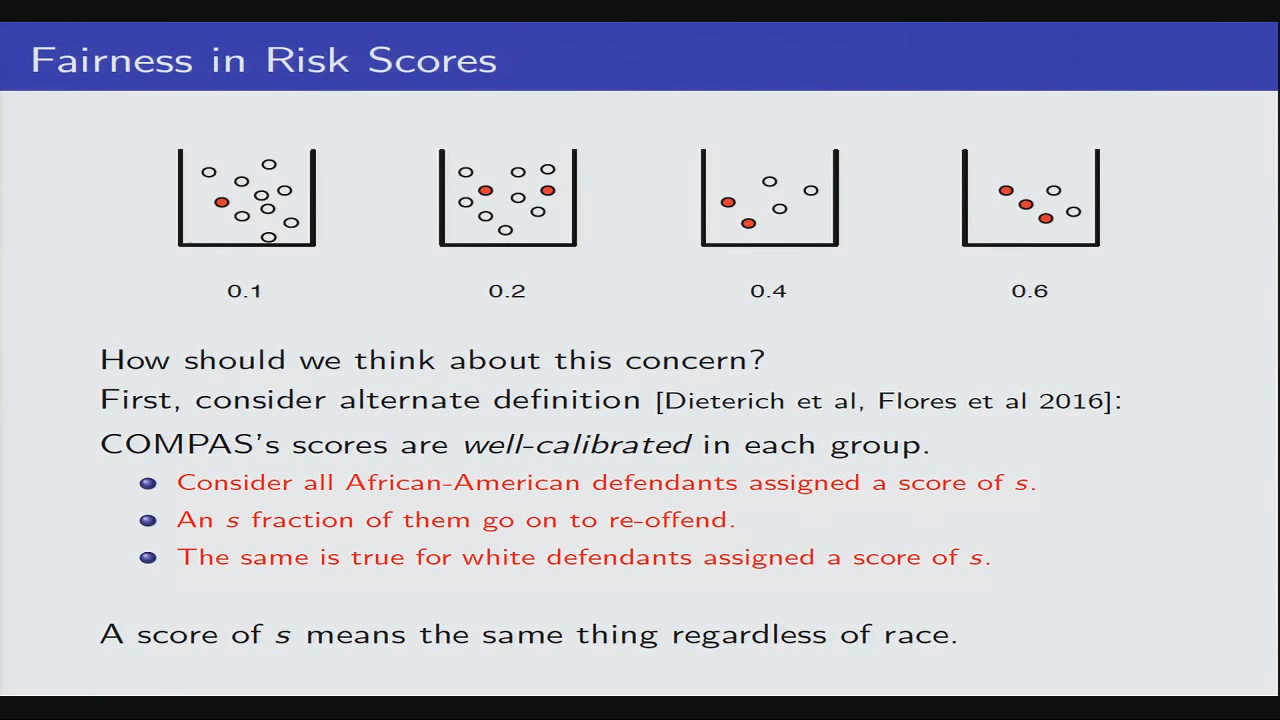 Fairness in Risk Scores
0.1 0.2 0.4 0.6
How should we think about this concern?
First, consider alternate definition [Dieterich et al, Flores et al 2016]:
COMPAS's scores are well-calibrated in each group.
Consider all African-American defendants assigned a score of s.
An s fraction of them go on to re-offend.
The same is true for white defendants assigned a score of s.
A score of s means the same thing regardless of race.